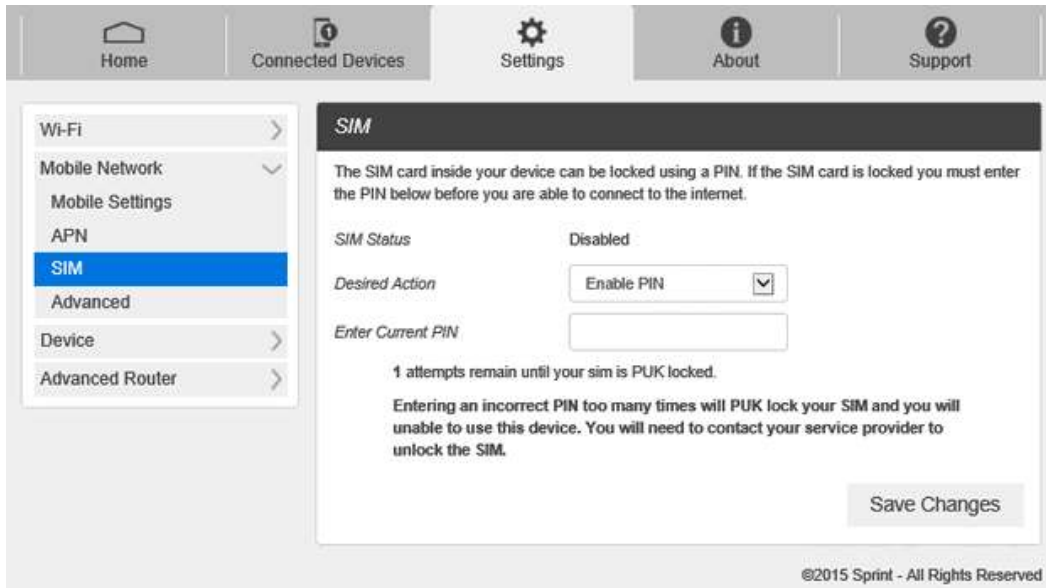 Home
Connected Devices
Settings
About
Support
1
Wi-Fi
Mobile Network
Mobile Settings
APN
SIM
Advanced
Device
Advanced Router
SIM
The SIM card inside your device can be locked using a PIN. If the SIM card is locked you must enter
the PIN below before you are able to connect to the internet.
SIM Status Disabled
Desired Action Enable PIN
Enter Current PIN
1 attempts remain until your sim is PUK locked.
Entering an incorrect PIN too many times will PUK lock your SIM and you will
unable to use this device. You will need to contact your service provider to
unlock the SIM.
Save Changes
©2015 Sprint - All Rights Reserved